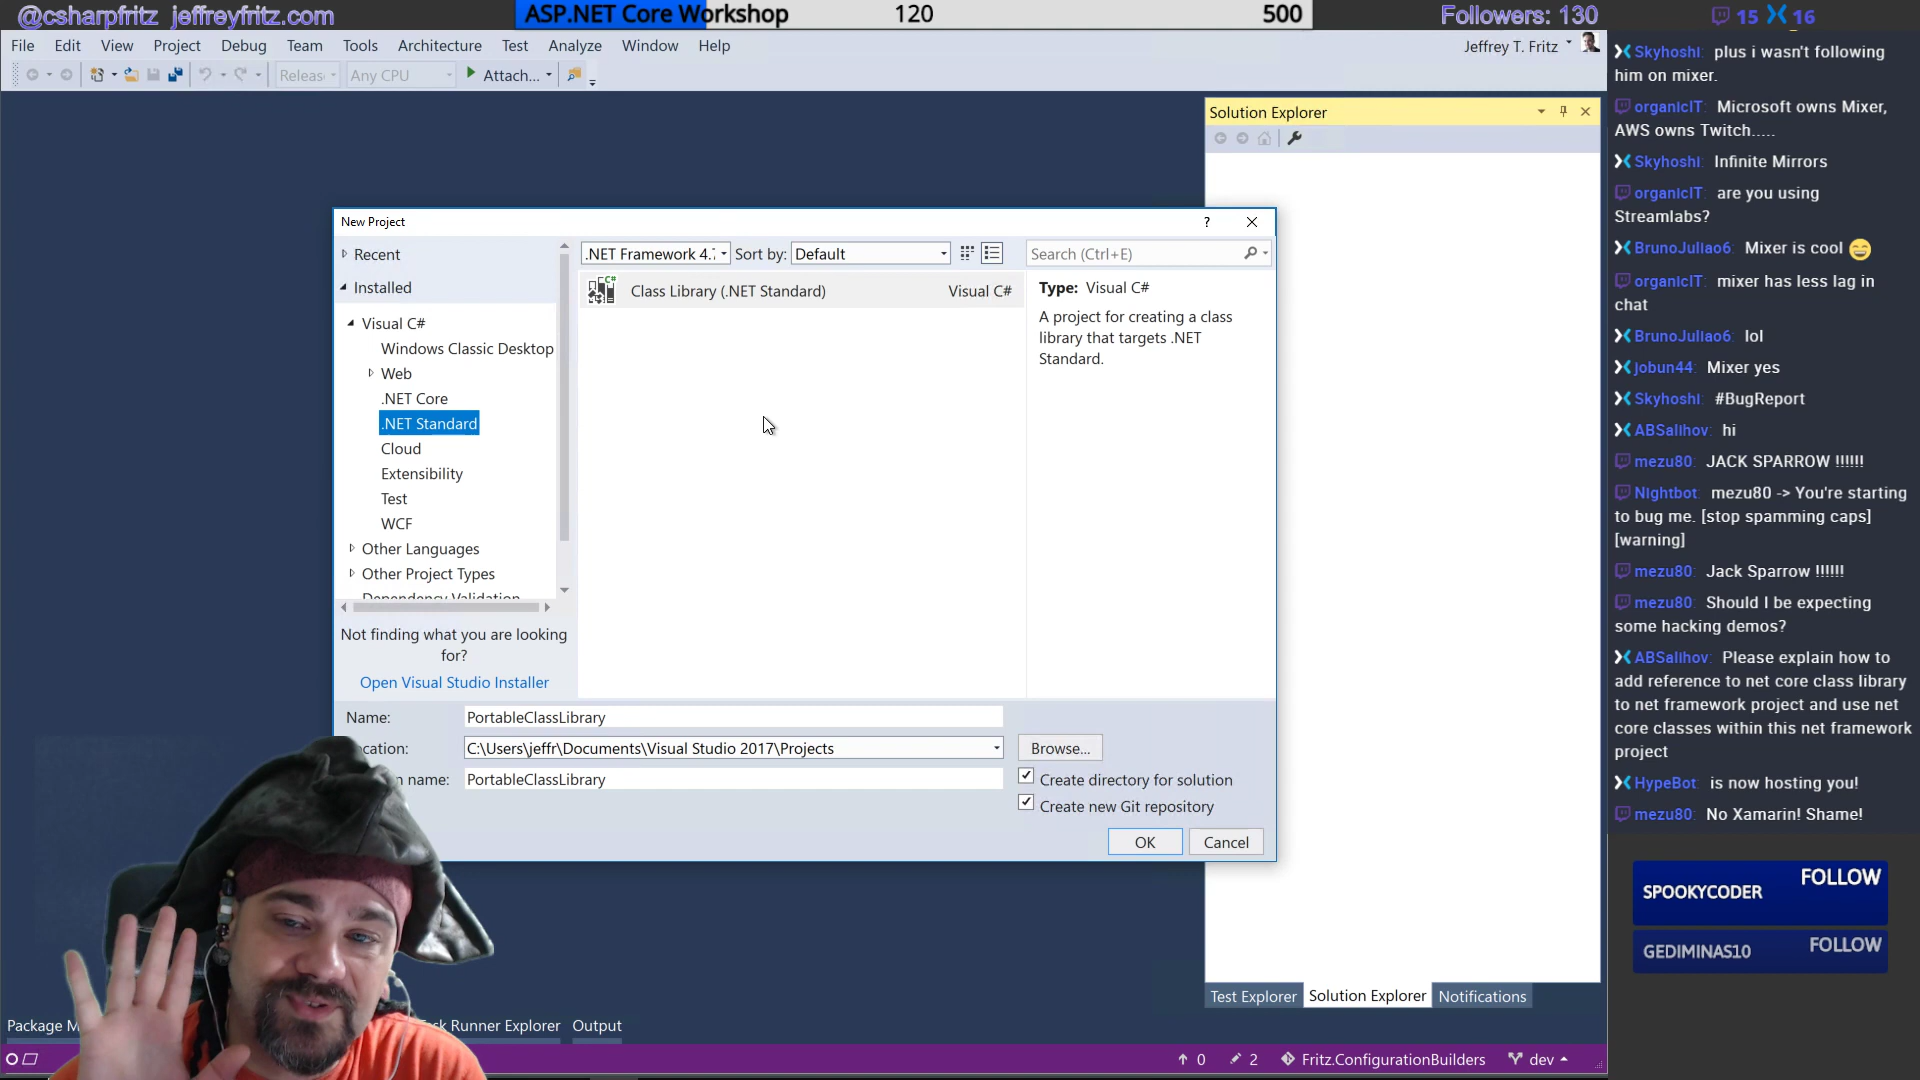 @csharpfritz jeffreyfritz.com
ASP.NET Core Workshop 120 500
Followers: 130
15 16
File Edit View Project Debug Team Tools Architecture Test Analyze Window Help
Jeffrey T. Fritz
Releas Any CPU Attach...
Solution Explorer
New Project
?
Recent
.NET Framework 4.7 Sort by: Default
Search (Ctrl+E)
Installed
Visual C#
Windows Classic Desktop
Web
.NET Core
.NET Standard
Cloud
Extensibility
Test
WCF
Other Languages
Other Project Types
Dependency Validation
Not finding what you are looking
for?
Open Visual Studio Installer
C#
Class Library (.NET Standard) Visual C#
Type: Visual C#
A project for creating a class
library that targets .NET
Standard.
Name: PortableClassLibrary
ocation: C:\Users\jeffr\Documents\Visual Studio 2017\Projects
Browse...
n name: PortableClassLibrary
Create directory for solution
Create new Git repository
OK Cancel
Test Explorer Solution Explorer Notifications
Package M
sk Runner Explorer Output
0 2 Fritz.ConfigurationBuilders dev
Skyhoshi: plus i wasn't following
him on mixer.
organicIT: Microsoft owns Mixer,
AWS owns Twitch.....
Skyhoshi: Infinite Mirrors
organicIT: are you using
Streamlabs?
BrunoJuliao6: Mixer is cool 😄
organicIT: mixer has less lag in
chat
BrunoJuliao6: lol
jobun44: Mixer yes
Skyhoshi: #BugReport
ABSalihov: hi
mezu80: JACK SPARROW !!!!!!
Nightbot: mezu80 -> You're starting
to bug me. [stop spamming caps]
[warning]
mezu80: Jack Sparrow !!!!!!
mezu80: Should I be expecting
some hacking demos?
ABSalihov: Please explain how to
add reference to net core class library
to net framework project and use net
core classes within this net framework
project
HypeBot: is now hosting you!
mezu80: No Xamarin! Shame!
SPOOKYCODER FOLLOW
GEDIMINAS10 FOLLOW